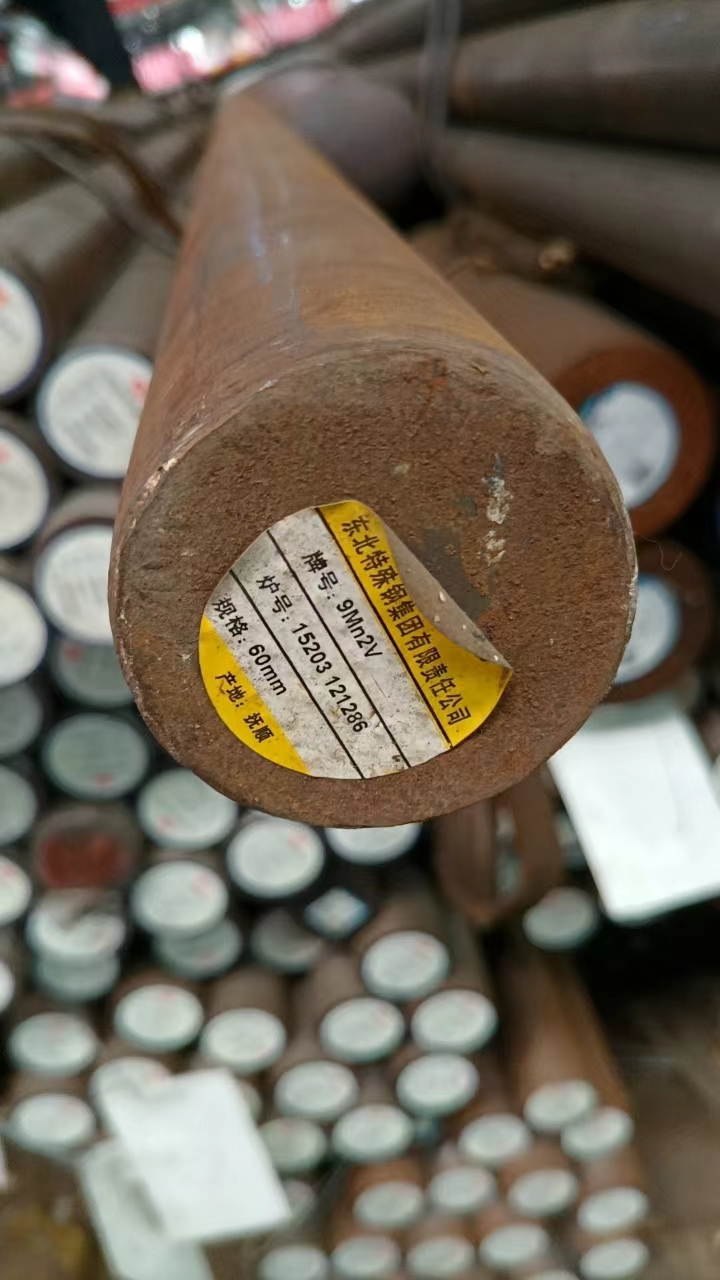 东北特殊钢集团有限责任公司
牌号: 9Mn2V
炉号: 15203 121286
规格: 60mm
产地: 抚顺